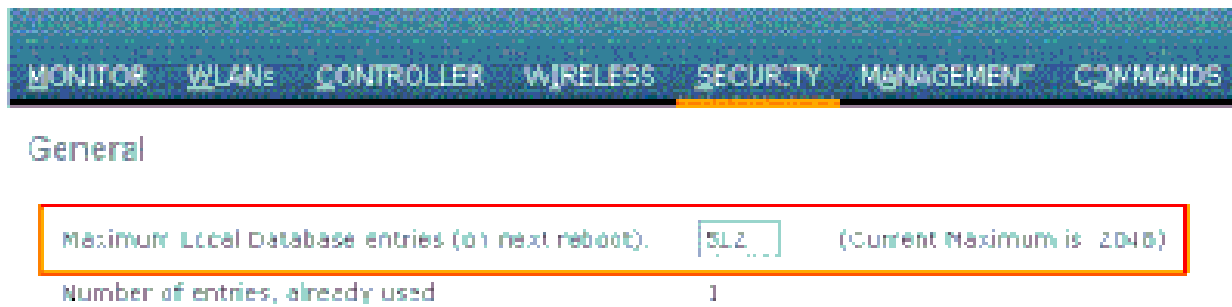 MONITOR WLANs CONTROLLER WIRELESS SECURITY MANAGEMENT COMMANDS
General
Maximum Local Database entries (on next reboot): 512 (Current Maximum is 2048)
Number of entries, already used 1